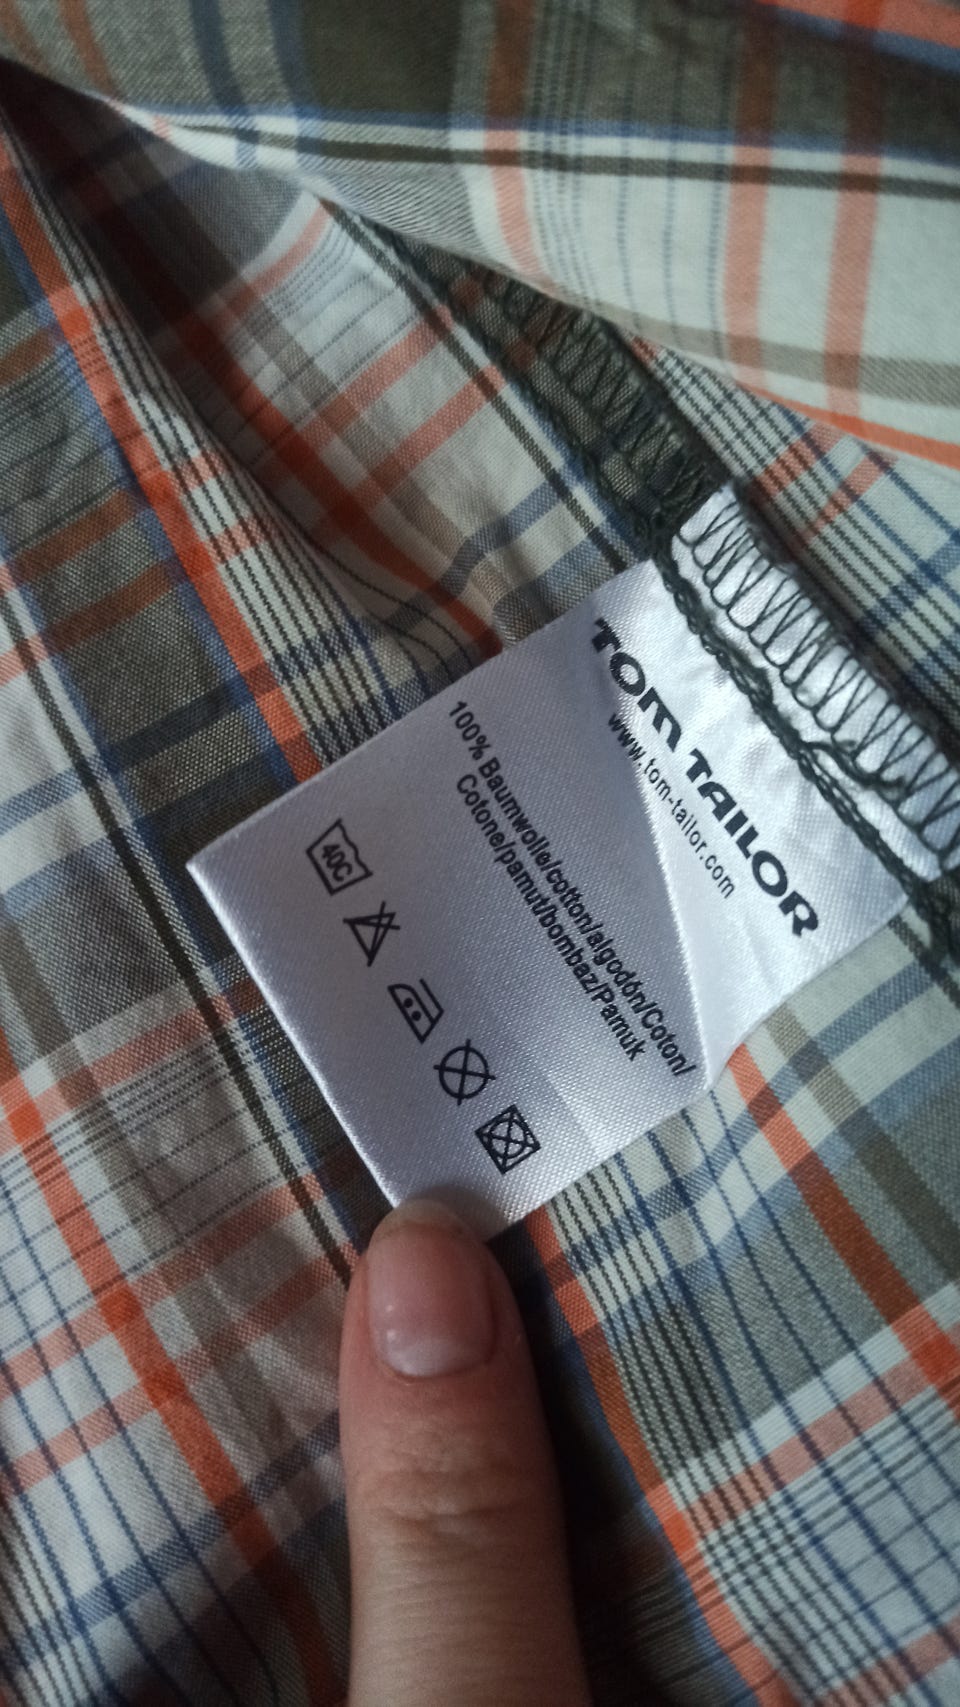 TOM TAILOR
www.tom-tailor.com
100% Baumwolle/cotton/algodón/Coton/
Cotone/pamut/bombaz/Pamuk
40C